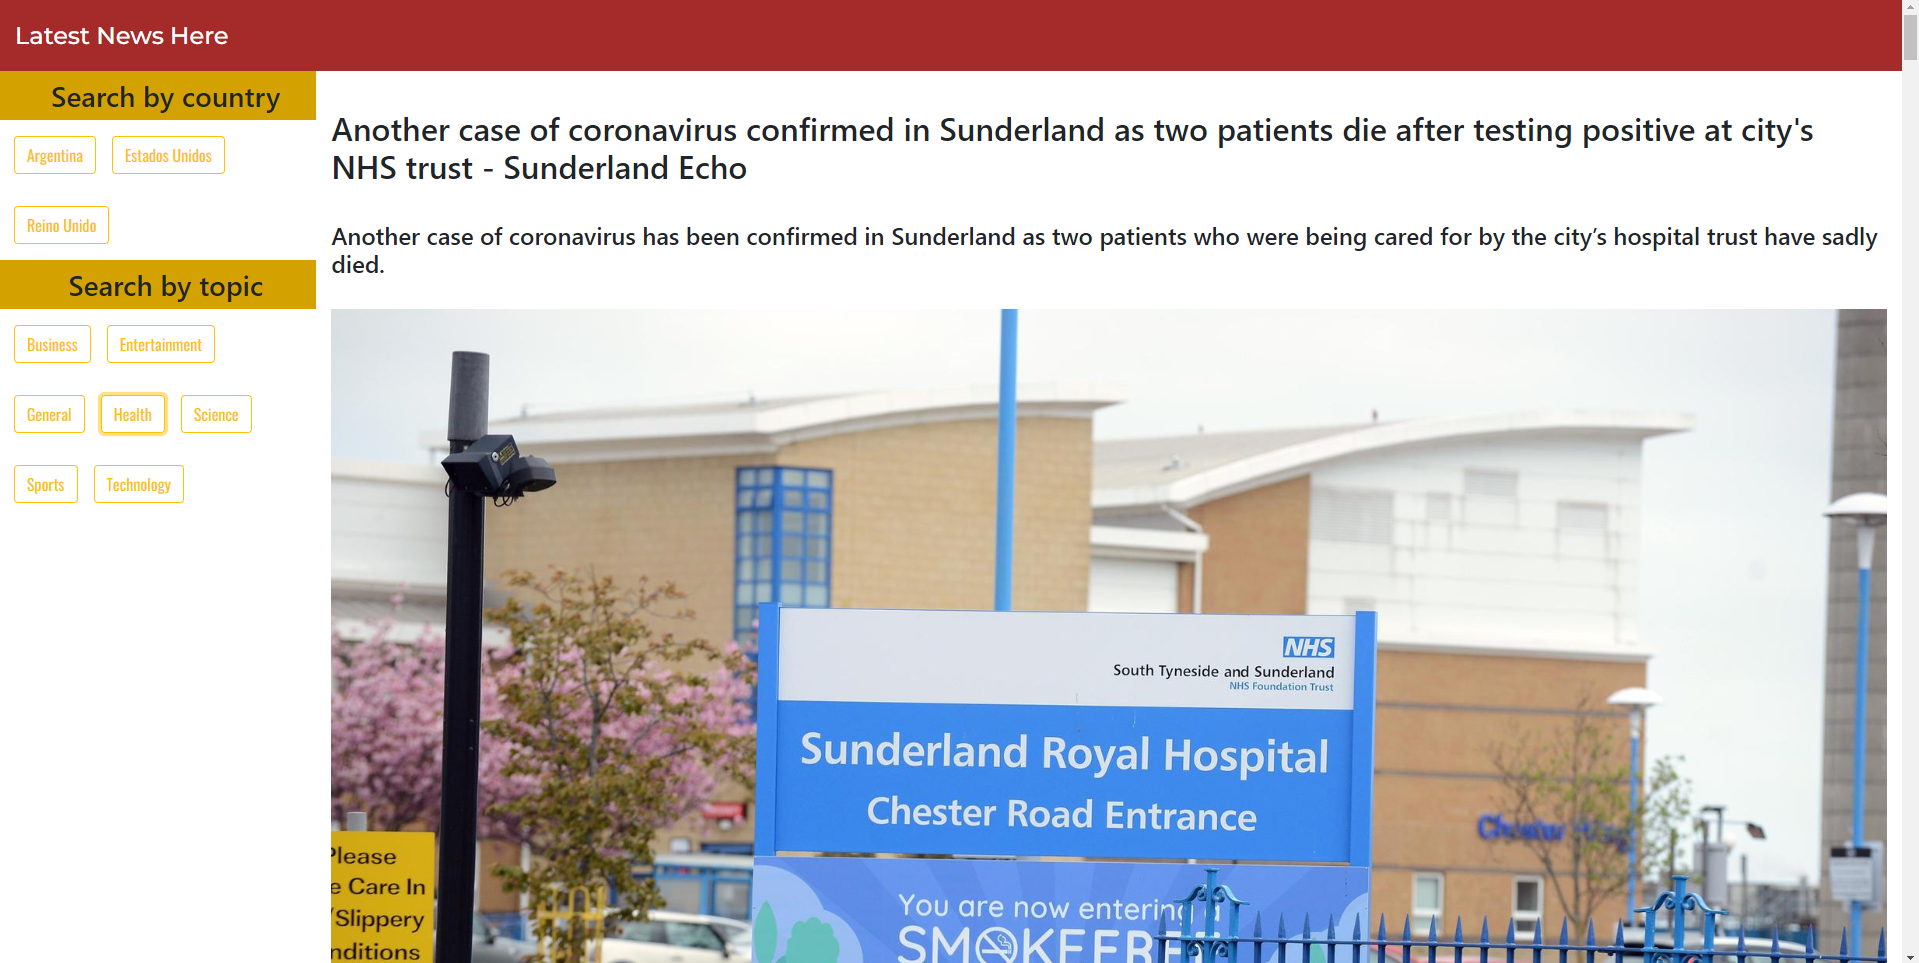 Latest News Here
Search by country
Argentina
Estados Unidos
Reino Unido
Search by topic
Business
Entertainment
General
Health
Science
Sports
Technology
Another case of coronavirus confirmed in Sunderland as two patients die after testing positive at city's
NHS trust - Sunderland Echo
Another case of coronavirus has been confirmed in Sunderland as two patients who were being cared for by the city’s hospital trust have sadly
died.
NHS
South Tyneside and Sunderland
NHS Foundation Trust
Sunderland Royal Hospital
Chester Road Entrance
You are now entering a
SMOKEFREE
Please
Care In
Slippery
Chester